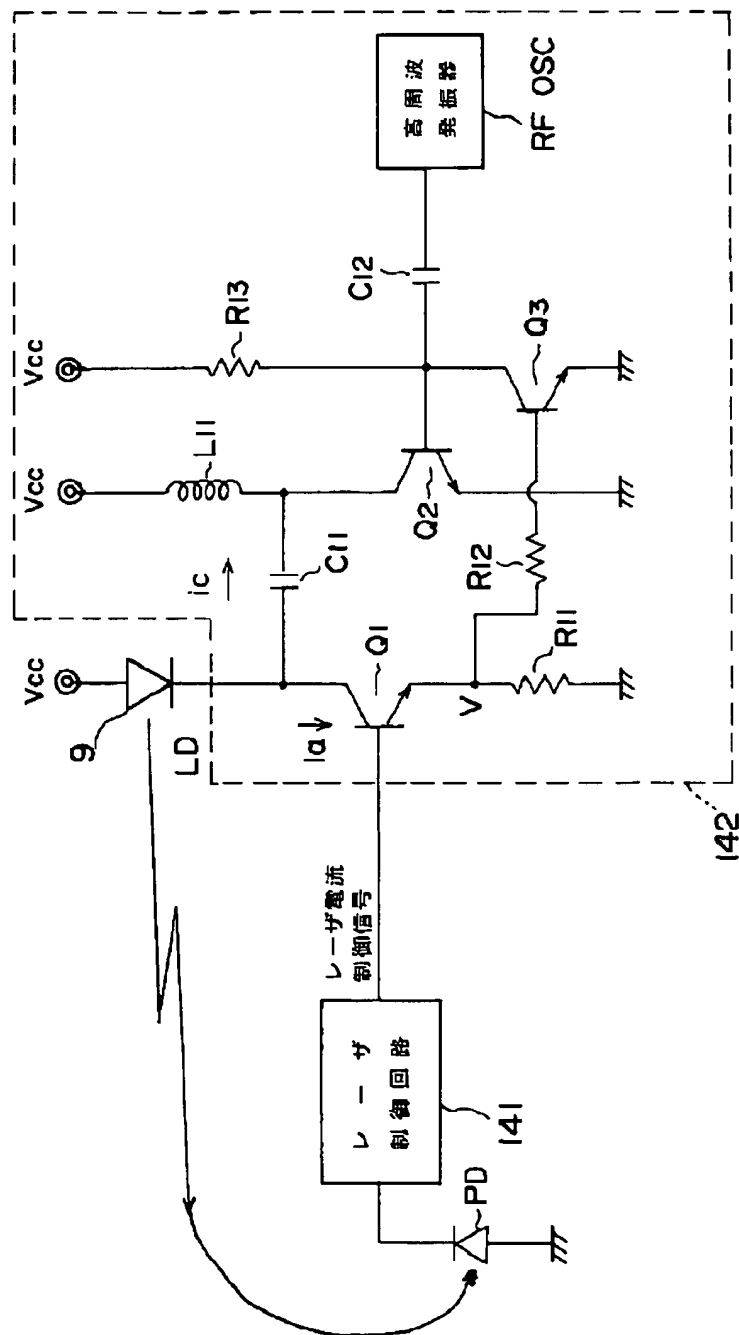 Vcc
Vcc
Vcc
9
LD
ic
L11
R13
C11
C12
高周波
発振器
RF OSC
Ia
Q1
Q2
Q3
V
R12
R11
レーザ電流
制御信号
レーザ
制御回路
141
PD
142